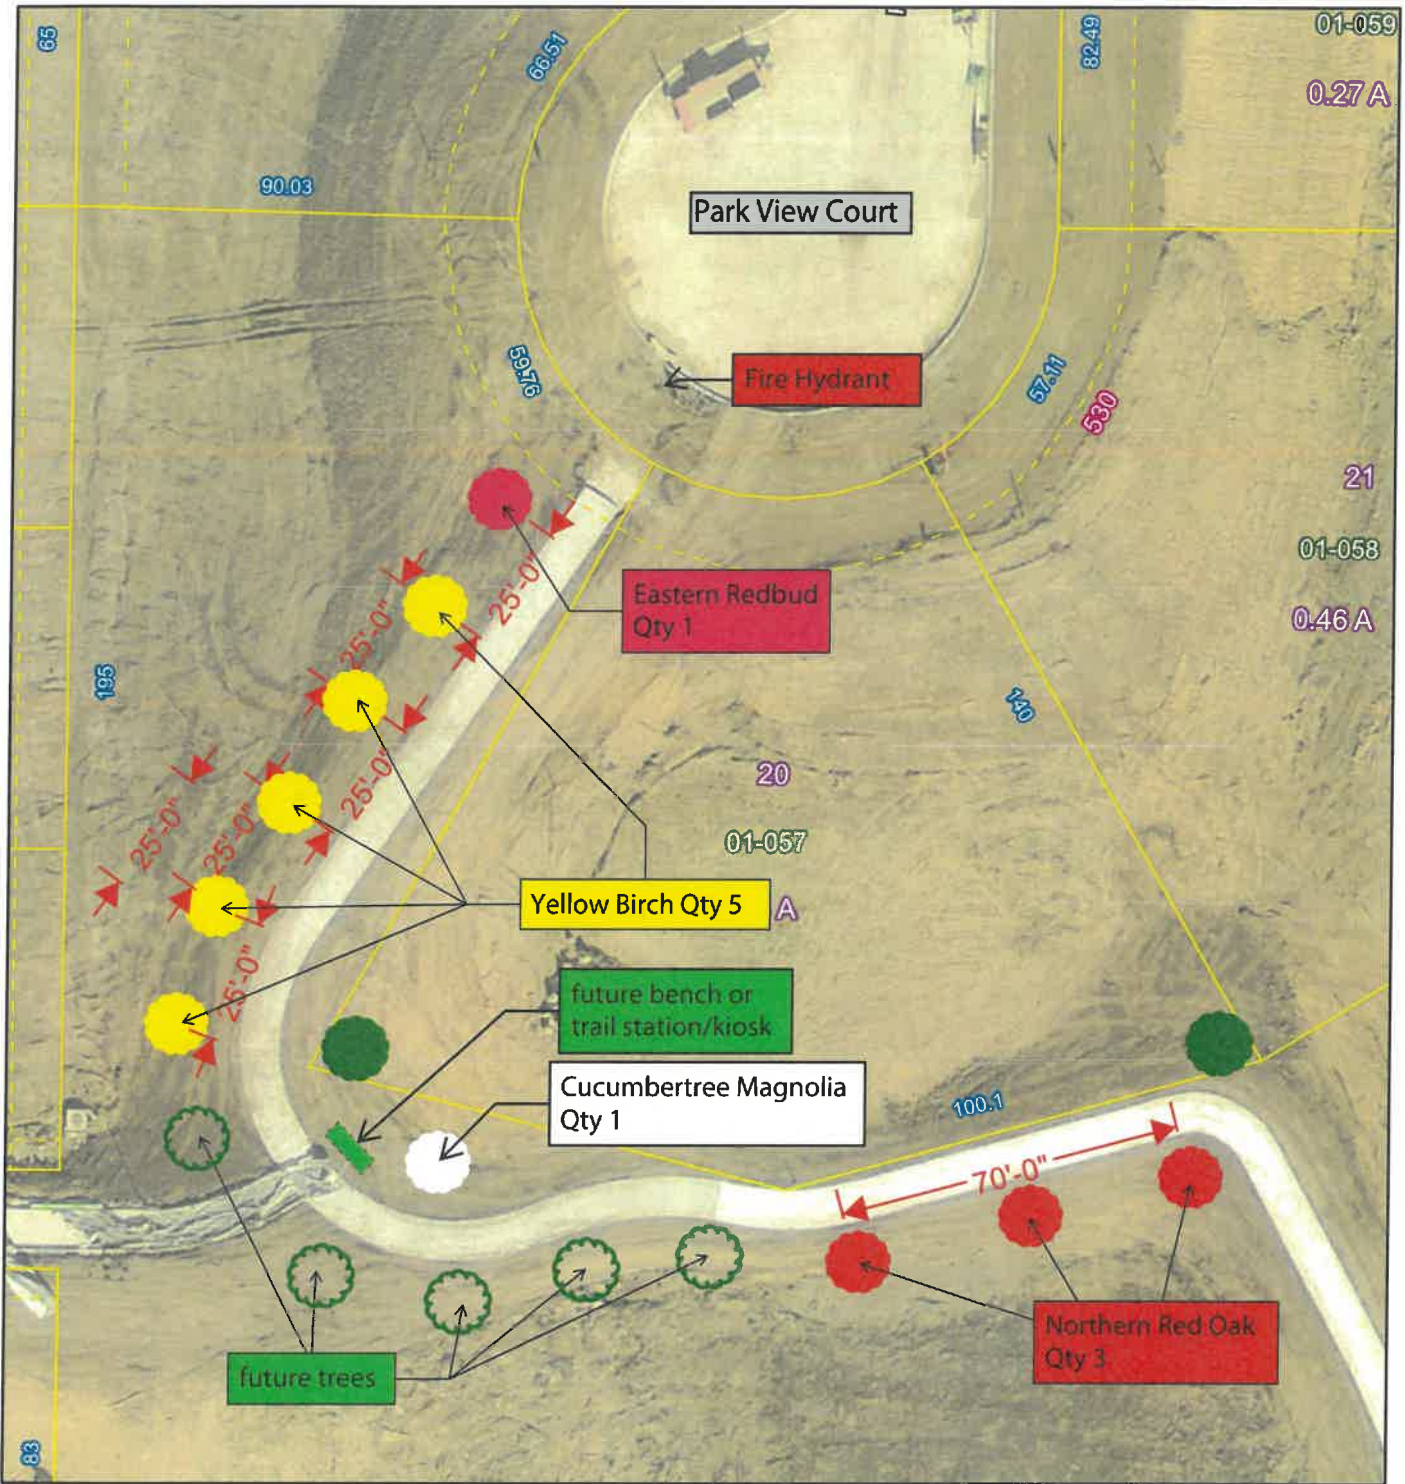 65
66.51
82.49
01-059
0.27 A
90.03
Park View Court
59.76
Fire Hydrant
57.11
530
21
01-058
0.46 A
25'-0"
Eastern Redbud
Qty 1
25'-0"
195
140
20
25'-0"
01-057
25'-0"
25'-0"
Yellow Birch Qty 5
A
25'-0"
future bench or
trail station/kiosk
Cucumbertree Magnolia
Qty 1
100.1
70'-0"
Northern Red Oak
Qty 3
future trees
83